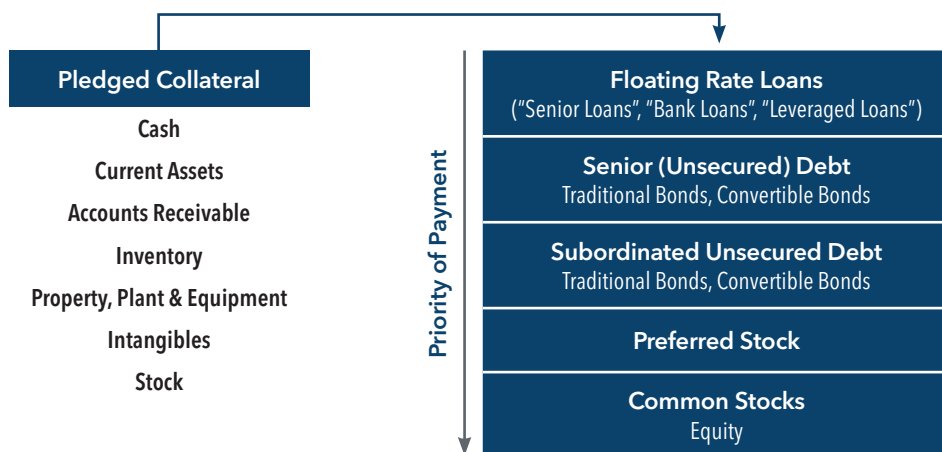 Pledged Collateral
Cash
Current Assets
Accounts Receivable
Inventory
Property, Plant & Equipment
Intangibles
Stock
Priority of Payment
Floating Rate Loans
(“Senior Loans”, “Bank Loans”, “Leveraged Loans”)
Senior (Unsecured) Debt
Traditional Bonds, Convertible Bonds
Subordinated Unsecured Debt
Traditional Bonds, Convertible Bonds
Preferred Stock
Common Stocks
Equity